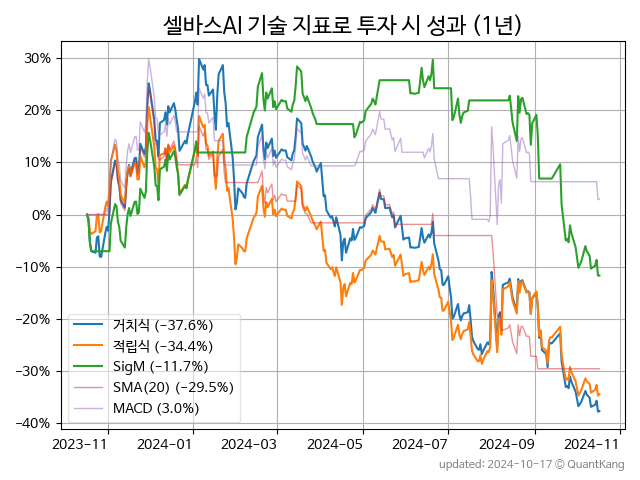 셀바스AI 기술 지표로 투자 시 성과 (1년)
30%
20%
10%
0%
−10%
−20%
−30%
−40%
거치식 (−37.6%)
적립식 (−34.4%)
SigM (−11.7%)
SMA(20) (−29.5%)
MACD (3.0%)
2023-11
2024-01
2024-03
2024-05
2024-07
2024-09
2024-11
updated: 2024-10-17 © QuantKang